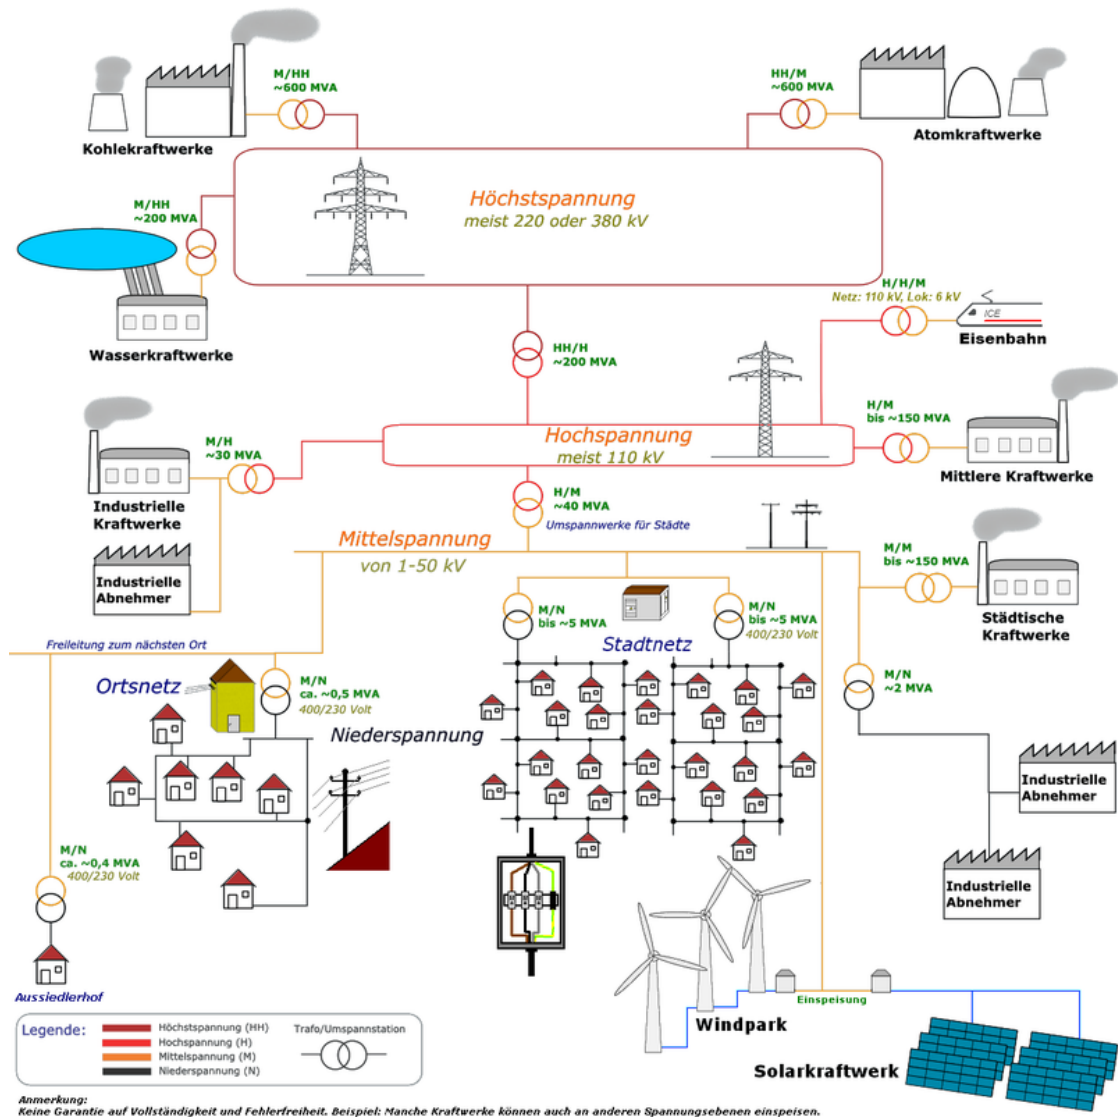 M/HH
~600 MVA
Kohlekraftwerke
HH/M
~600 MVA
Atomkraftwerke
Höchstspannung
meist 220 oder 380 kV
M/HH
~200 MVA
Wasserkraftwerke
H/H/M
Netz: 110 kV, Lok: 6 kV
ICE
Eisenbahn
HH/H
~200 MVA
H/M
bis ~150 MVA
Mittlere Kraftwerke
Hochspannung
meist 110 kV
M/H
~30 MVA
Industrielle
Kraftwerke
Industrielle
Abnehmer
H/M
~40 MVA
Umspannwerke für Städte
Mittelspannung
von 1-50 kV
M/M
bis ~150 MVA
Städtische
Kraftwerke
M/N
bis ~5 MVA
M/N
bis ~5 MVA
400/230 Volt
Stadtnetz
Freileitung zum nächsten Ort
Ortsnetz
M/N
ca. ~0,5 MVA
400/230 Volt
Niederspannung
M/N
~2 MVA
Industrielle
Abnehmer
Industrielle
Abnehmer
M/N
ca. ~0,4 MVA
400/230 Volt
Aussiedlerhof
Einspeisung
Windpark
Solarkraftwerk
Legende:
Höchstspannung (HH)
Hochspannung (H)
Mittelspannung (M)
Niederspannung (N)
Trafo/Umspannstation
Anmerkung:
Keine Garantie auf Vollständigkeit und Fehlerfreiheit. Beispiel: Manche Kraftwerke können auch an anderen Spannungsebenen einspeisen.